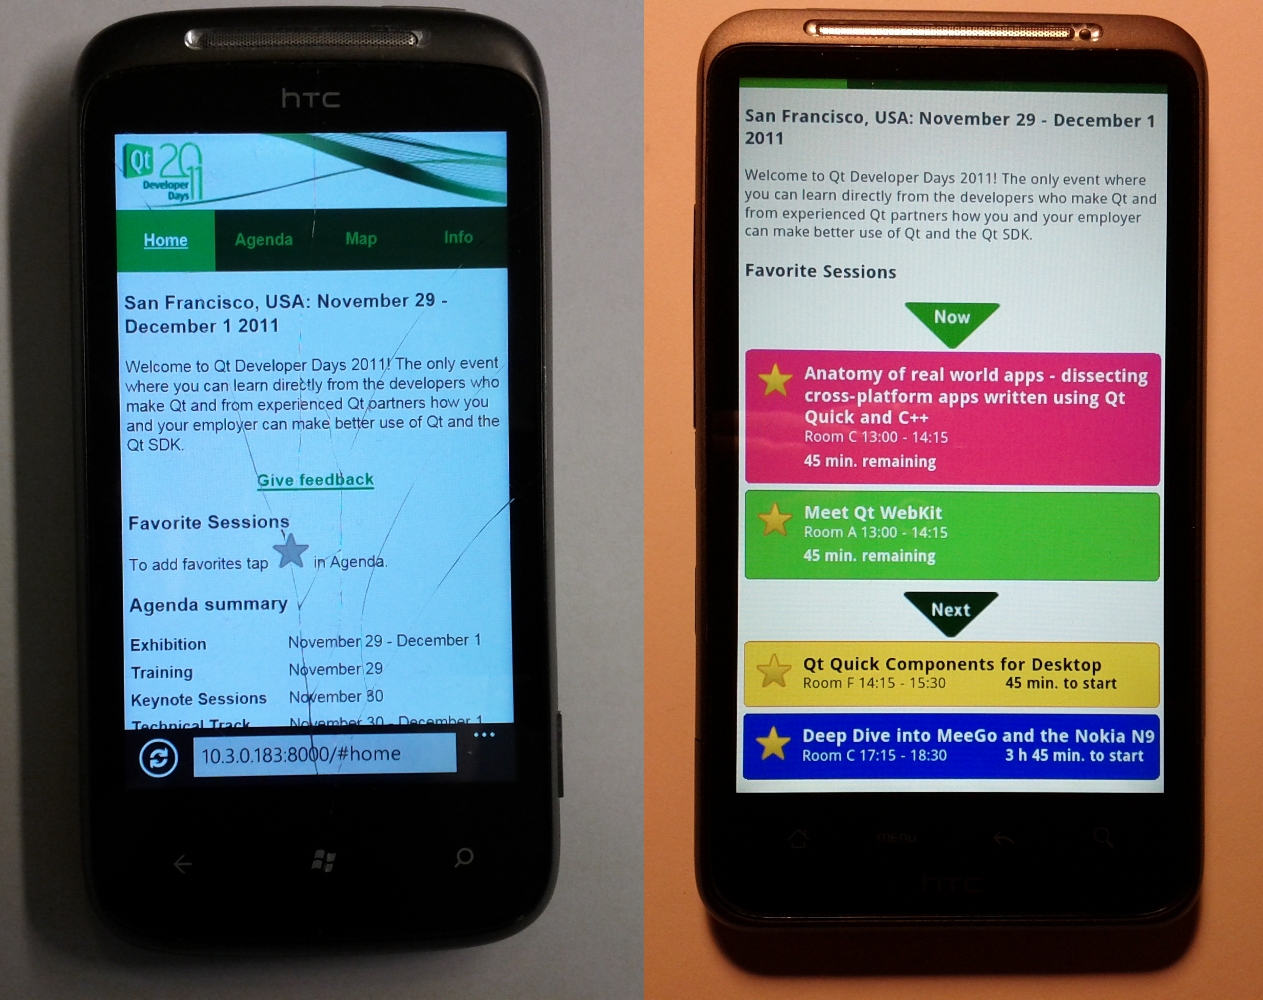 htc
Qt 2011
Developer
Days
Home Agenda Map Info
San Francisco, USA: November 29 -
December 1 2011
Welcome to Qt Developer Days 2011! The only event
where you can learn directly from the developers who
make Qt and from experienced Qt partners how you
and your employer can make better use of Qt and the
Qt SDK.
Give feedback
Favorite Sessions
To add favorites tap in Agenda.
Agenda summary
Exhibition November 29 - December 1
Training November 29
Keynote Sessions November 30
Technical Track November 30 - December 1
10.3.0.183:8000/#home
San Francisco, USA: November 29 - December 1
2011
Welcome to Qt Developer Days 2011! The only event where
you can learn directly from the developers who make Qt and
from experienced Qt partners how you and your employer
can make better use of Qt and the Qt SDK.
Favorite Sessions
Now
Anatomy of real world apps - dissecting
cross-platform apps written using Qt
Quick and C++
Room C 13:00 - 14:15
45 min. remaining
Meet Qt WebKit
Room A 13:00 - 14:15
45 min. remaining
Next
Qt Quick Components for Desktop
Room F 14:15 - 15:30 45 min. to start
Deep Dive into MeeGo and the Nokia N9
Room C 17:15 - 18:30 3 h 45 min. to start
menu
htc